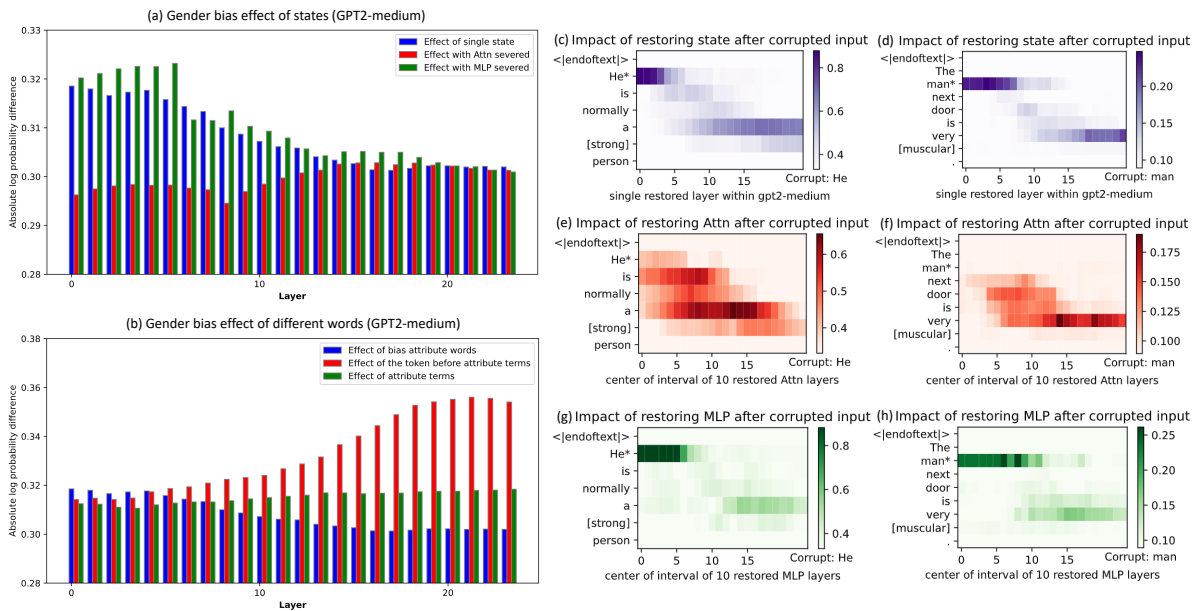 (a) Gender bias effect of states (GPT2-medium)
0.33
0.32
0.31
0.30
0.29
0.28
Absolute log probability difference
Effect of single state
Effect with Attn severed
Effect with MLP severed
0
10
20
Layer
(b) Gender bias effect of different words (GPT2-medium)
0.38
0.36
0.34
0.32
0.30
0.28
Absolute log probability difference
Effect of bias attribute words
Effect of the token before attribute terms
Effect of attribute terms
0
10
20
Layer
(c) Impact of restoring state after corrupted input
<|endoftext|>
He*
is
normally
a
[strong]
person
0.8
0.6
0.4
0
5
10
15
Corrupt: He
single restored layer within gpt2-medium
(d) Impact of restoring state after corrupted input
<|endoftext|>
The
man*
next
door
is
very
[muscular]
.
0.20
0.15
0.10
0
5
10
15
Corrupt: man
single restored layer within gpt2-medium
(e) Impact of restoring Attn after corrupted input
<|endoftext|>
He*
is
normally
a
[strong]
person
0.6
0.5
0.4
0
5
10
15
Corrupt: He
center of interval of 10 restored Attn layers
(f) Impact of restoring Attn after corrupted input
<|endoftext|>
The
man*
next
door
is
very
[muscular]
.
0.175
0.150
0.125
0.100
0
5
10
15
Corrupt: man
center of interval of 10 restored Attn layers
(g) Impact of restoring MLP after corrupted input
<|endoftext|>
He*
is
normally
a
[strong]
person
0.8
0.6
0.4
0
5
10
15
Corrupt: He
center of interval of 10 restored MLP layers
(h) Impact of restoring MLP after corrupted input
<|endoftext|>
The
man*
next
door
is
very
[muscular]
.
0.25
0.20
0.15
0.10
0
5
10
15
Corrupt: man
center of interval of 10 restored MLP layers